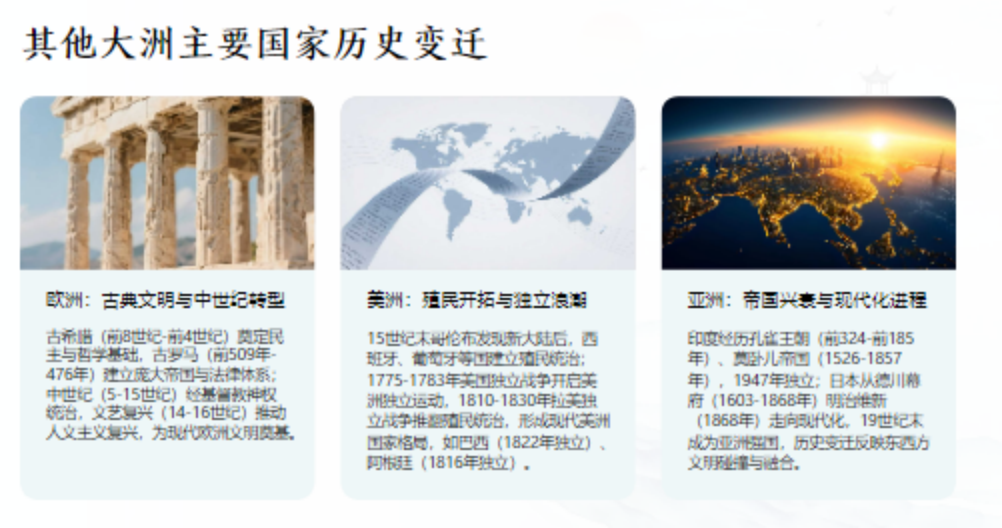 其他大洲主要国家历史变迁
欧洲：古典文明与中世纪转型
古希腊（前8世纪-前4世纪）奠定民
主与哲学基础，古罗马（前509年-
476年）建立庞大帝国与法律体系；
中世纪（5-15世纪）经基督教神权
统治，文艺复兴（14-16世纪）推动
人文主义复兴，为现代欧洲文明奠基。
美洲：殖民开拓与独立浪潮
15世纪末哥伦布发现新大陆后，西
班牙、葡萄牙等国建立殖民统治；
1775-1783年美国独立战争开启美
洲独立运动，1810-1830年拉美独
立战争推翻殖民统治，形成现代美洲
国家格局，如巴西（1822年独立）、
阿根廷（1816年独立）。
亚洲：帝国兴衰与现代化进程
印度经历孔雀王朝（前324-前185
年）、莫卧儿帝国（1526-1857
年），1947年独立；日本从德川幕
府（1603-1868年）明治维新
（1868年）走向现代化，19世纪末
成为亚洲强国，历史变迁反映东西方
文明碰撞与融合。